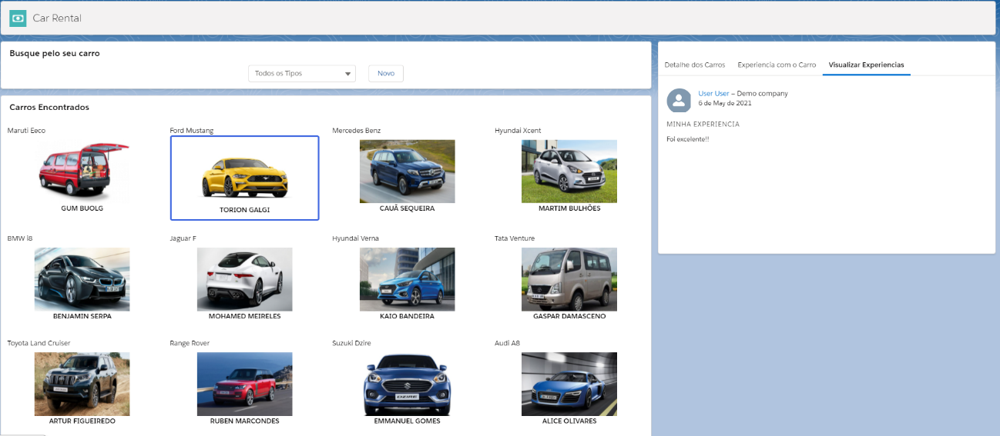 Car Rental
Busque pelo seu carro
Todos os Tipos
Novo
Carros Encontrados
Maruti Eeco
GUM BUOLG
Ford Mustang
TORION GALGI
Mercedes Benz
CAUÃ SEQUEIRA
Hyundai Xcent
MARTIM BULHÕES
BMW i8
BENJAMIN SERPA
Jaguar F
MOHAMED MEIRELES
Hyundai Verna
KAIO BANDEIRA
Tata Venture
GASPAR DAMASCENO
Toyota Land Cruiser
ARTUR FIGUEIREDO
Range Rover
RUBEN MARCONDES
Suzuki Dzire
DZIRE
EMMANUEL GOMES
Audi A8
ALICE OLIVARES
Detalhe dos Carros
Experiencia com o Carro
Visualizar Experiencias
User User – Demo company
6 de May de 2021
MINHA EXPERIENCIA
Foi excelente!!